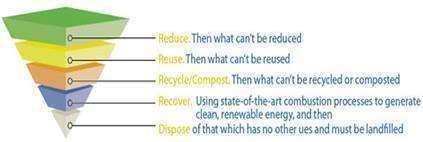 Reduce. Then what can't be reduced
Reuse. Then what can't be reused
Recycle/Compost. Then what can't be recycled or composted
Recover. Using state-of-the-art combustion processes to generate
clean, renewable energy, and then
Dispose of that which has no other ues and must be landfilled